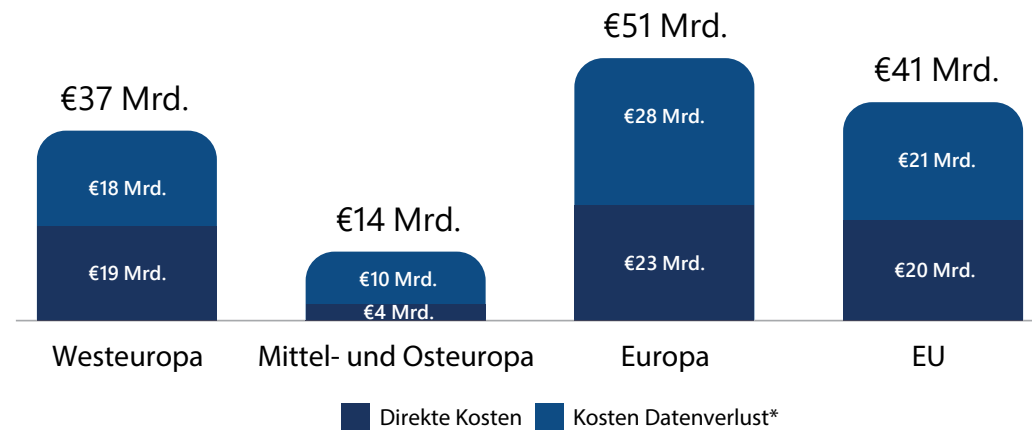 €37 Mrd.
€18 Mrd.
€19 Mrd.
€14 Mrd.
€10 Mrd.
€4 Mrd.
€51 Mrd.
€28 Mrd.
€23 Mrd.
€41 Mrd.
€21 Mrd.
€20 Mrd.
Westeuropa
Mittel- und Osteuropa
Europa
EU
Direkte Kosten
Kosten Datenverlust*